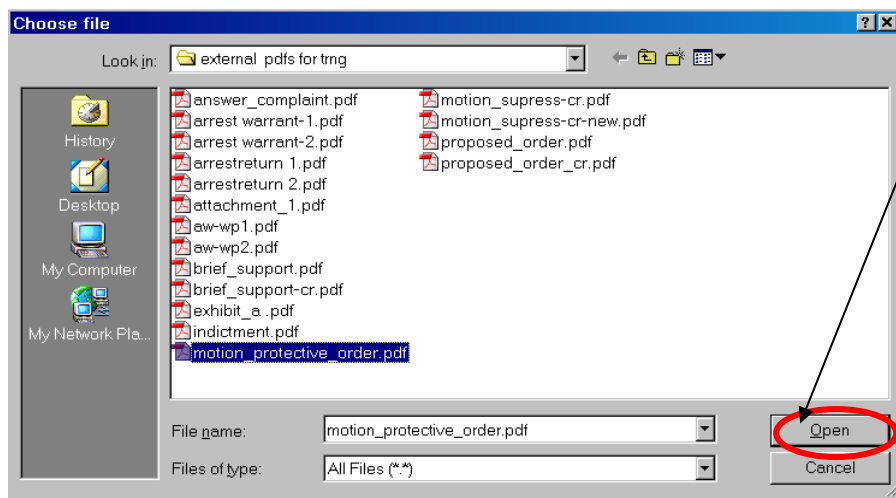 Choose file
Look in: external pdfs for trng
History
Desktop
My Computer
My Network Pla...
answer_complaint.pdf
arrest warrant-1.pdf
arrest warrant-2.pdf
arrestreturn 1.pdf
arrestreturn 2.pdf
attachment_1.pdf
aw-wp1.pdf
aw-wp2.pdf
brief_support.pdf
brief_support-cr.pdf
exhibit_a .pdf
indictment.pdf
motion_protective_order.pdf
motion_supress-cr.pdf
motion_supress-cr-new.pdf
proposed_order.pdf
proposed_order_cr.pdf
File name: motion_protective_order.pdf
Open
Files of type: All Files (*.*)
Cancel